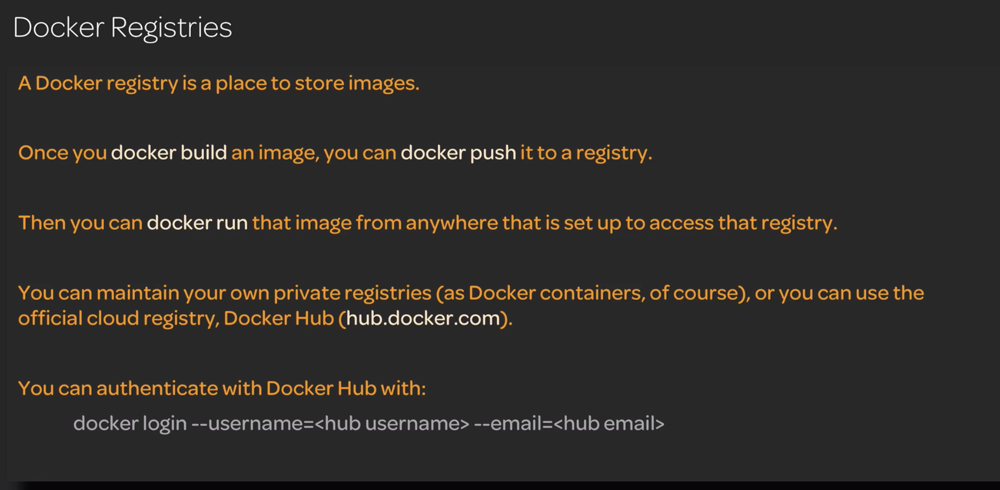 Docker Registries
A Docker registry is a place to store images.
Once you docker build an image, you can docker push it to a registry.
Then you can docker run that image from anywhere that is set up to access that registry.
You can maintain your own private registries (as Docker containers, of course), or you can use the
official cloud registry, Docker Hub (hub.docker.com).
You can authenticate with Docker Hub with:
docker login --username=<hub username> --email=<hub email>